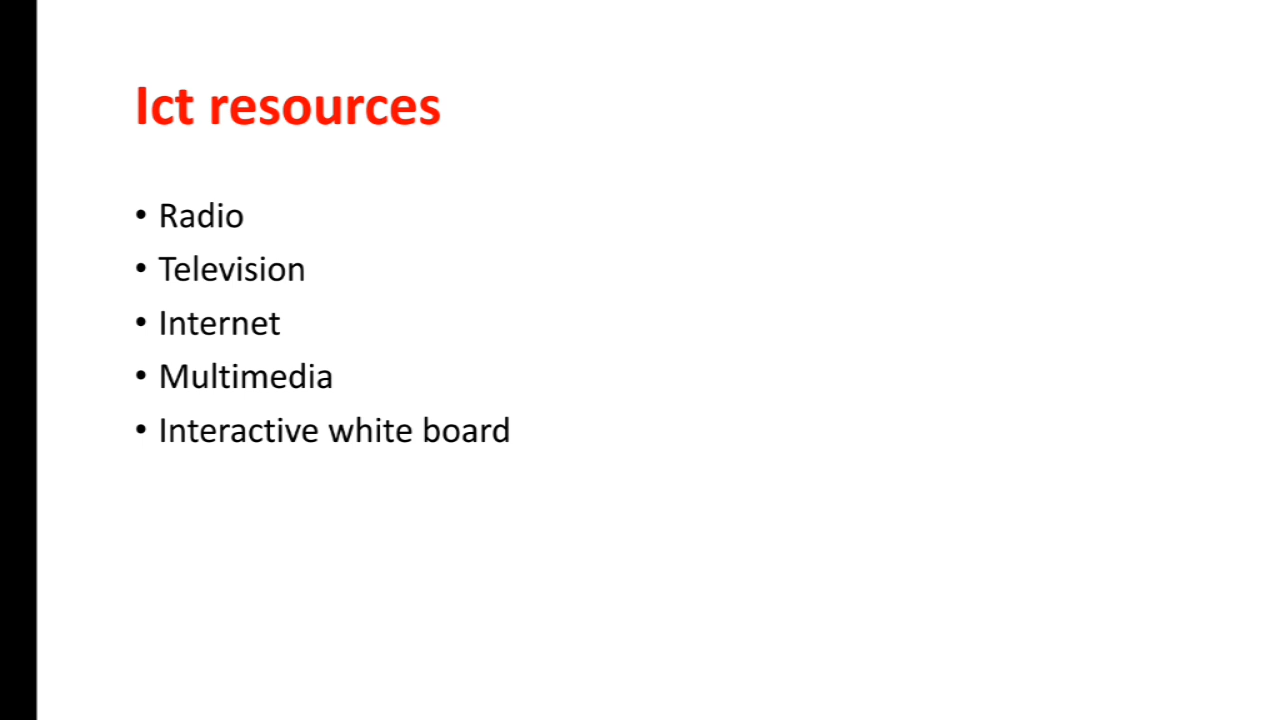 Ict resources
• Radio
• Television
• Internet
• Multimedia
• Interactive white board